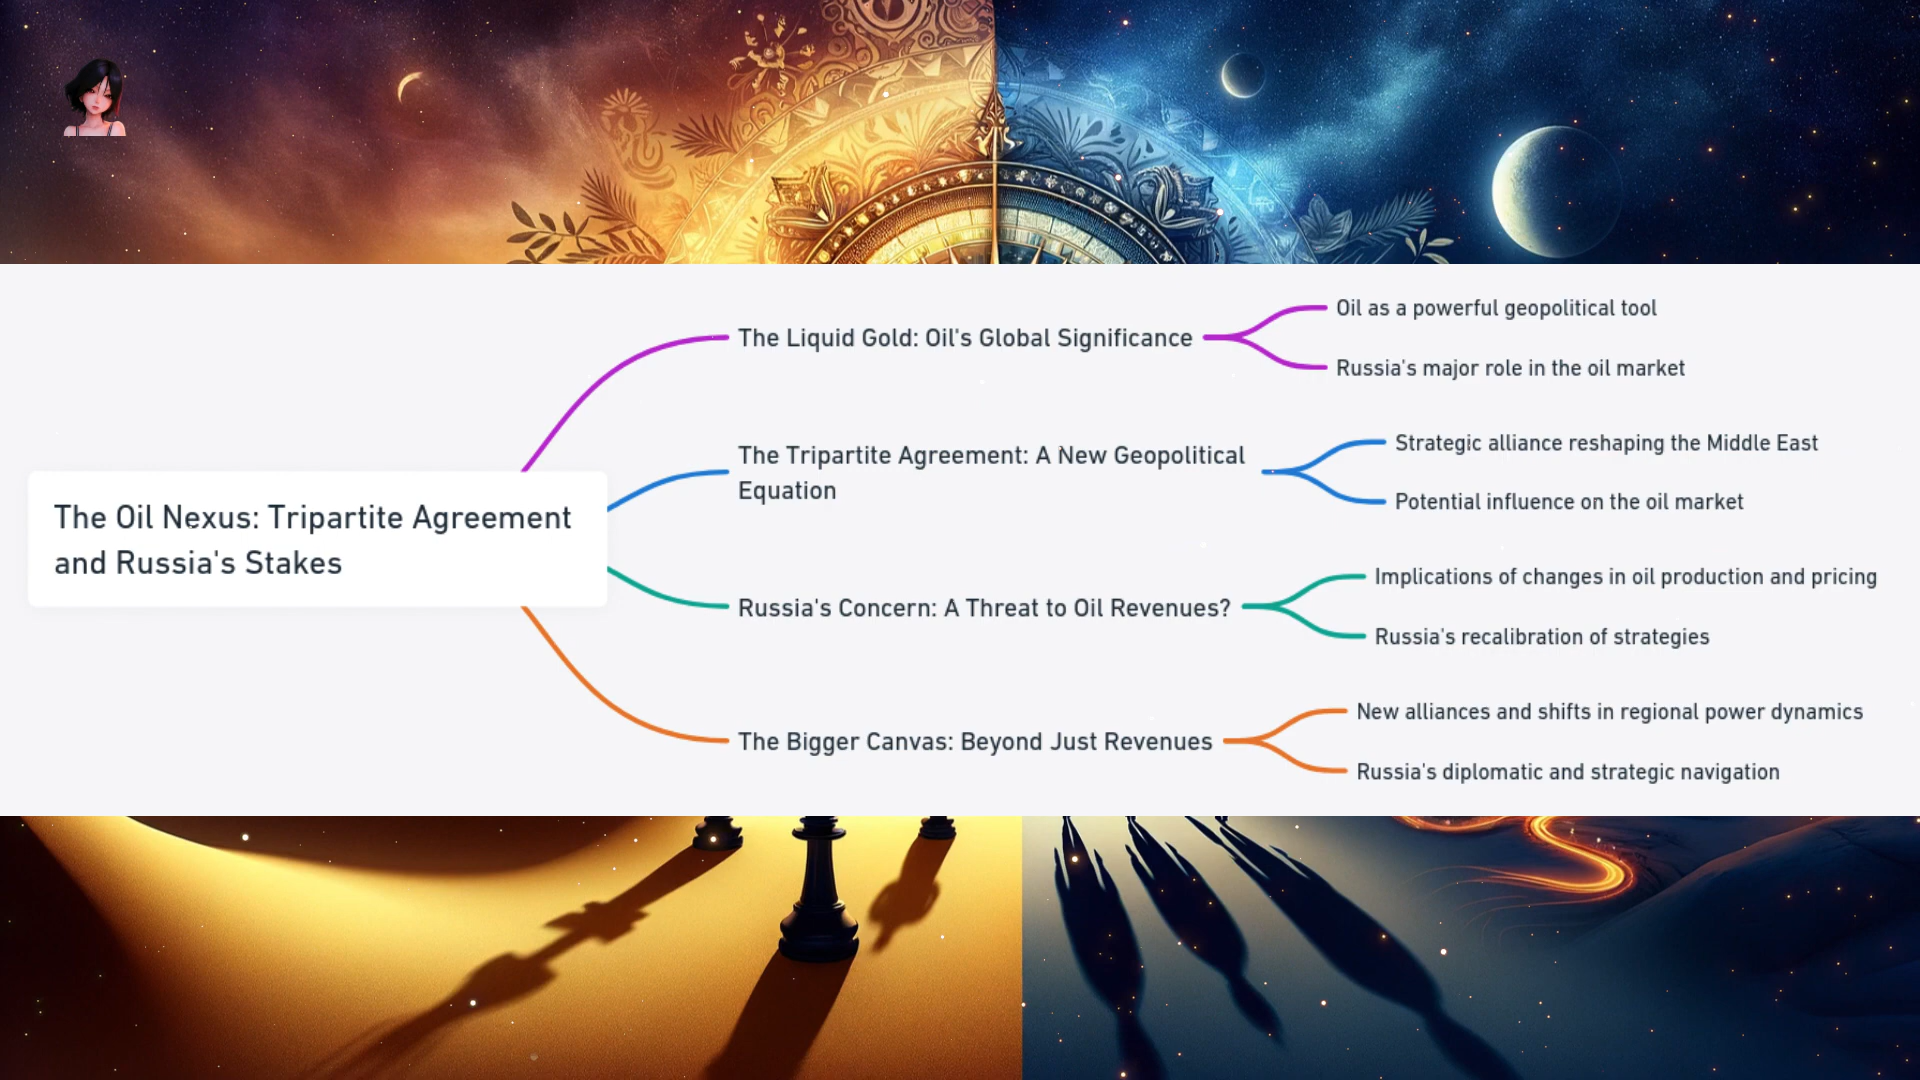 The Oil Nexus: Tripartite Agreement
and Russia's Stakes
The Liquid Gold: Oil's Global Significance
Oil as a powerful geopolitical tool
Russia's major role in the oil market
The Tripartite Agreement: A New Geopolitical
Equation
Strategic alliance reshaping the Middle East
Potential influence on the oil market
Russia's Concern: A Threat to Oil Revenues?
Implications of changes in oil production and pricing
Russia's recalibration of strategies
The Bigger Canvas: Beyond Just Revenues
New alliances and shifts in regional power dynamics
Russia's diplomatic and strategic navigation